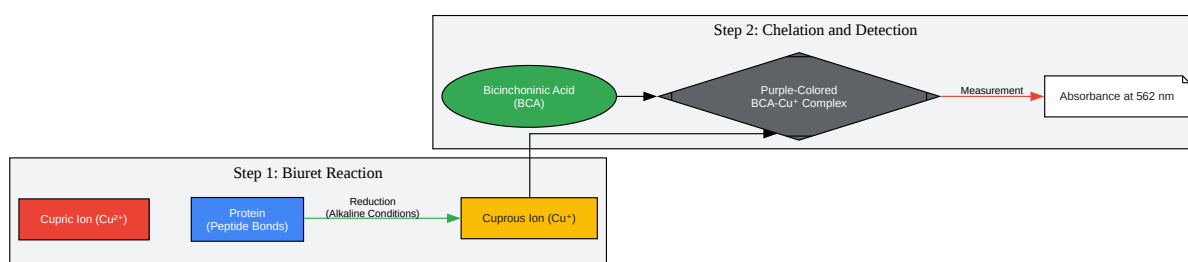 Step 2: Chelation and Detection
Bicinchoninic Acid
(BCA)
Purple-Colored
BCA-Cu⁺ Complex
Measurement
Absorbance at 562 nm
Step 1: Biuret Reaction
Cupric Ion (Cu²⁺)
Protein
(Peptide Bonds)
Reduction
(Alkaline Conditions)
Cuprous Ion (Cu⁺)